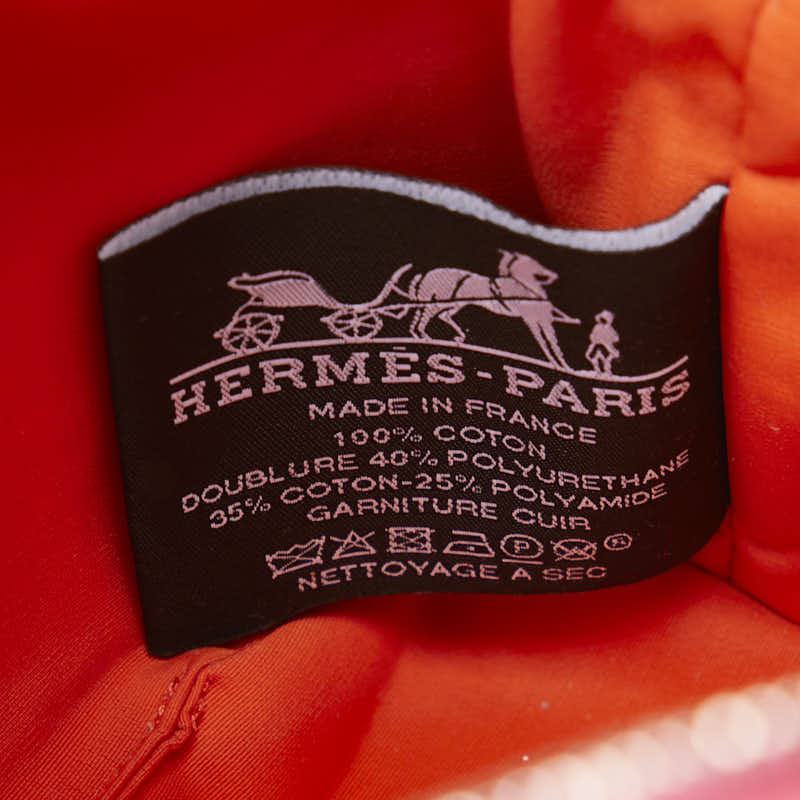 HERMÈS-PARIS
MADE IN FRANCE
100% COTON
DOUBLURE 40% POLYURETHANE
35% COTON-25% POLYAMIDE
GARNITURE CUIR
P
NETTOYAGE A SEC